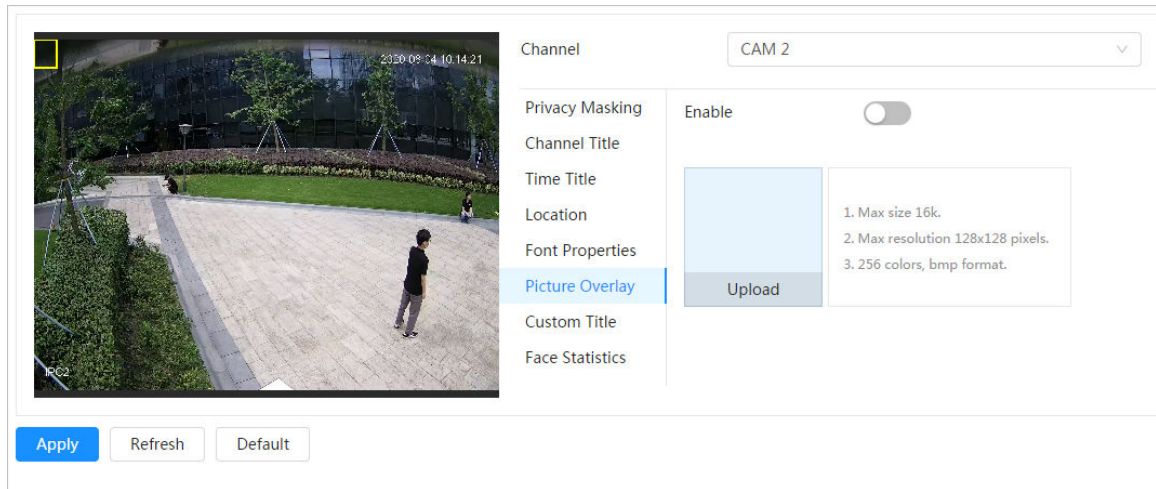 2020-09-04 10:14:21
IPC2
Channel
CAM 2
Privacy Masking
Channel Title
Time Title
Location
Font Properties
Picture Overlay
Custom Title
Face Statistics
Enable
Upload
1. Max size 16k.
2. Max resolution 128x128 pixels.
3. 256 colors, bmp format.
Apply
Refresh
Default